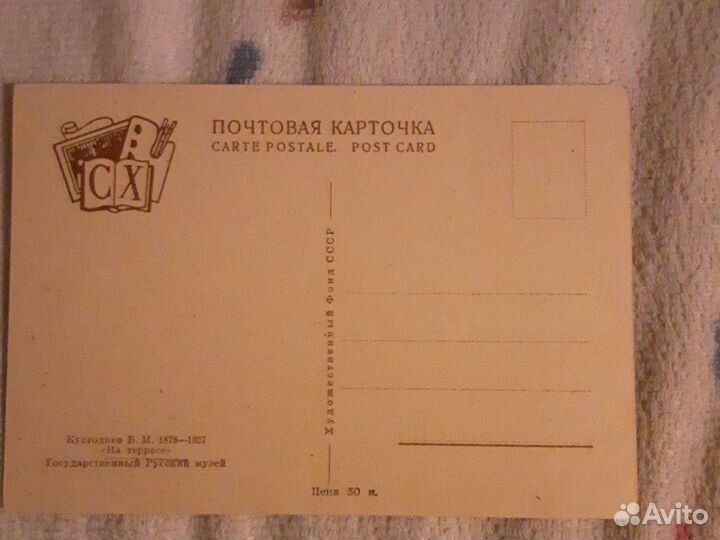 СХ
ПОЧТОВАЯ КАРТОЧКА
CARTE POSTALE. POST CARD
Художественный Фонд СССР
Кустодиев Б. М. 1878—1927
«На террасе»
Государственный Русский музей
Цена 50 к.
Avito